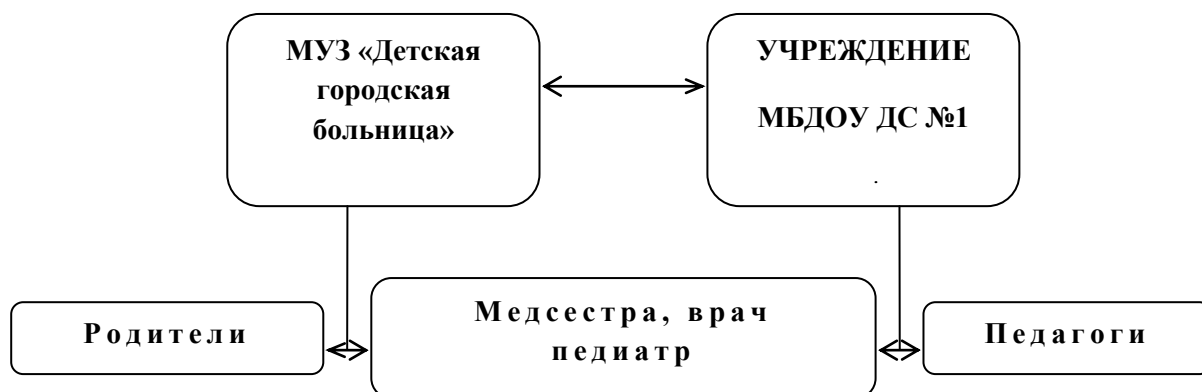 МУЗ «Детская
городская
больница»
УЧРЕЖДЕНИЕ
МБДОУ ДС №1
.
Родители
Медсестра, врач
педиатр
Педагоги